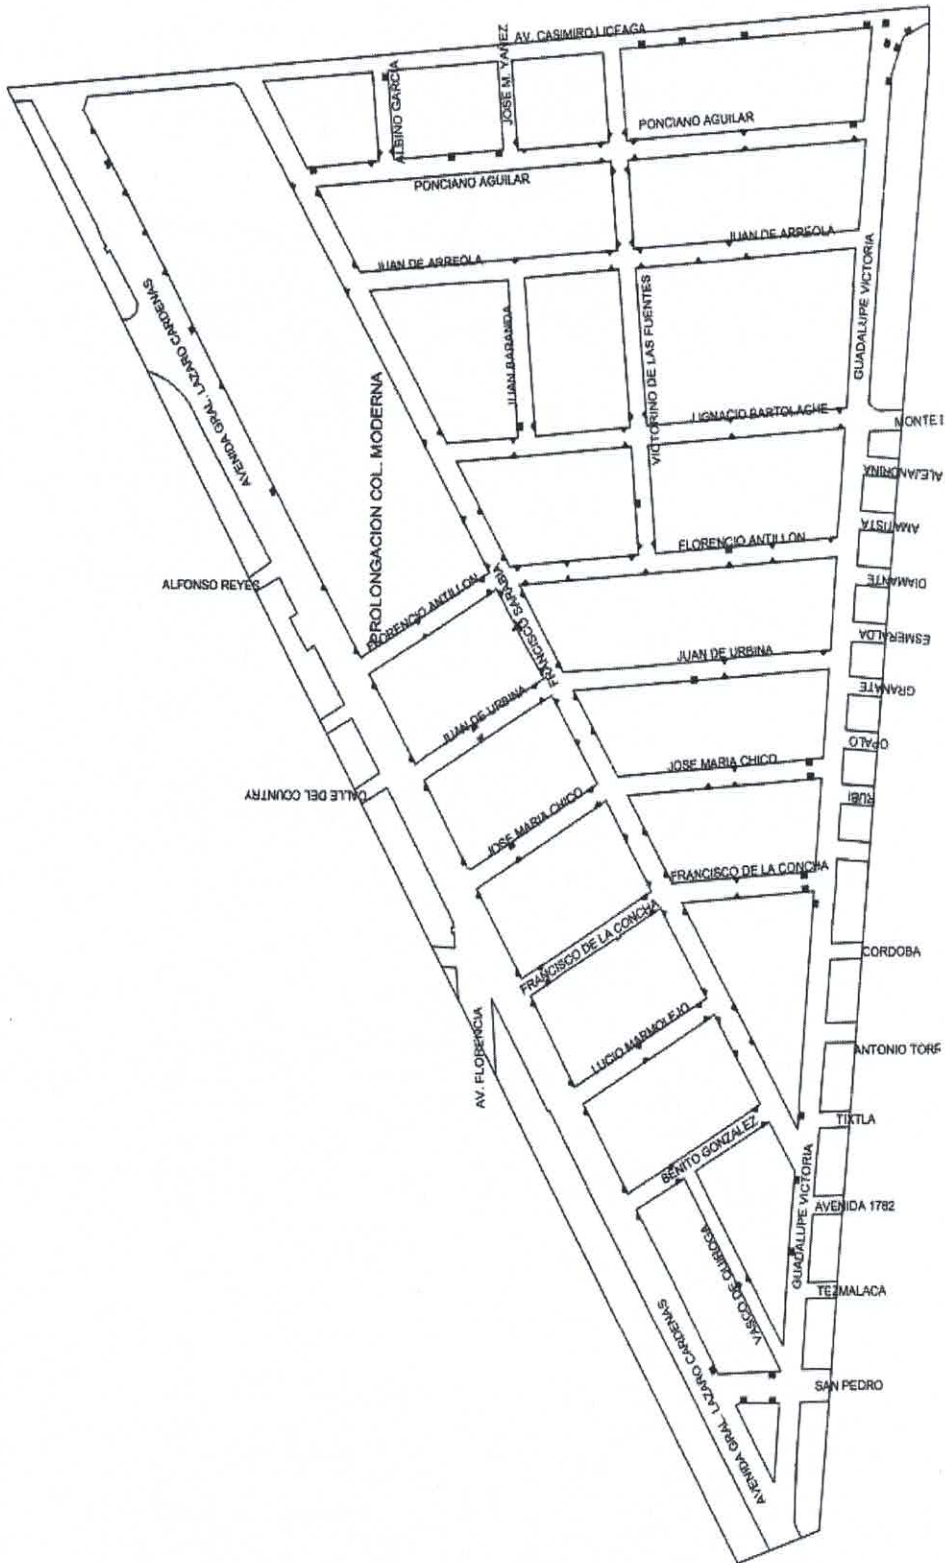 AV. CASIMIRO LICEAGA
JOSE M. YAÑEZ
ALBINO GARCIA
PONCIANO AGUILAR
PONCIANO AGUILAR
JUAN DE ARREOLA
JUAN DE ARREOLA
GUADALUPE VICTORIA
AVENIDA GRAL. LAZARO CARDENAS
JUAN BARANDA
VICTORINO DE LAS FUENTES
J.IGNACIO BARTOLACHE
MONTE
PROLONGACION COL. MODERNA
ALEJANDRINA
AMATISTA
FLORENCIO ANTILLON
DIAMANTE
ALFONSO REYES
FLORENCIO ANTILLON
FRANCISCO SARABIA
ESMERALDA
JUAN DE URBINA
GRANATE
JUAN DE URBINA
OPALO
JOSE MARIA CHICO
CALLE DEL COUNTRY
RUBI
JOSE MARIA CHICO
FRANCISCO DE LA CONCHA
FRANCISCO DE LA CONCHA
CORDOBA
AV. FLORENCIA
LUCIO MARMOLEJO
ANTONIO TORR
TIXTLA
BENITO GONZALEZ
GUADALUPE VICTORIA
AVENIDA 1782
VASCO DE QUIROGA
TEZMALACA
AVENIDA GRAL. LAZARO CARDENAS
SAN PEDRO